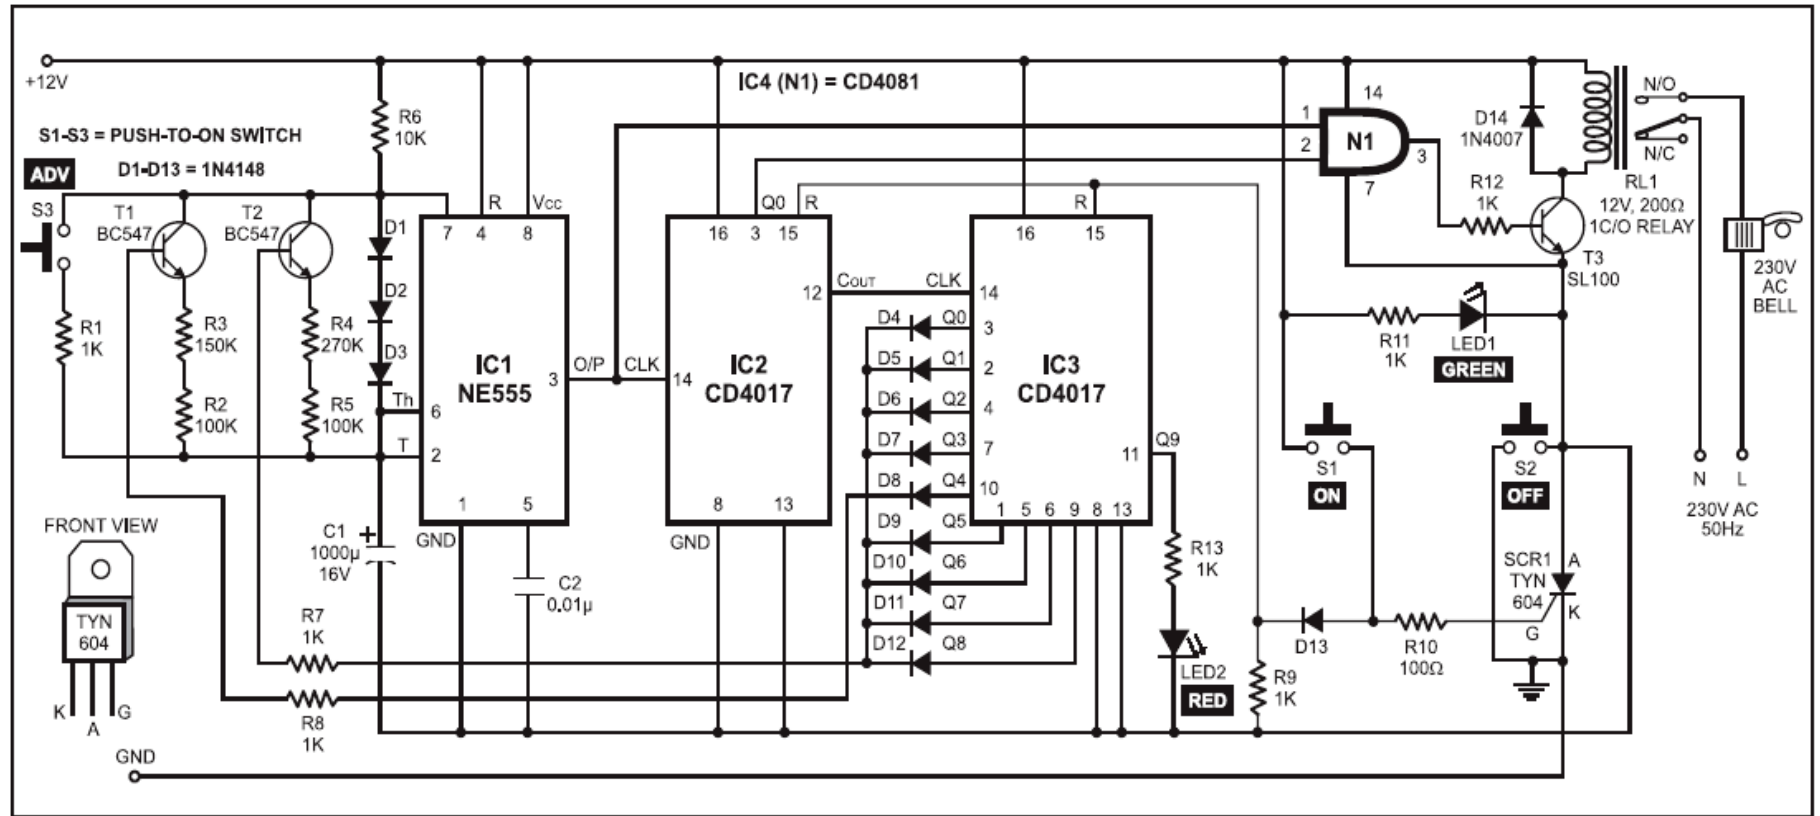 +12V
IC4 (N1) = CD4081
S1-S3 = PUSH-TO-ON SWITCH
D1-D13 = 1N4148
ADV
S3
R1
1K
T1
BC547
T2
BC547
R6
10K
R3
150K
R2
100K
R4
270K
R5
100K
D1
D2
D3
Th
T
7
4
8
R
Vcc
6
2
3
1
5
IC1
NE555
O/P
CLK
GND
C1
1000µ
16V
+
C2
0.01µ
16
3
15
Q0
R
14
12
IC2
CD4017
8
13
GND
COUT
CLK
16
15
R
14
3
2
4
7
10
1
5
6
9
8
13
11
IC3
CD4017
D4
Q0
D5
Q1
D6
Q2
D7
Q3
D8
Q4
D9
Q5
D10
Q6
D11
Q7
D12
Q8
Q9
R13
1K
LED2
RED
R7
1K
R8
1K
1
2
14
N1
3
7
R12
1K
D14
1N4007
N/O
N/C
RL1
12V, 200Ω
1C/O RELAY
T3
SL100
230V
AC
BELL
R11
1K
LED1
GREEN
S1
ON
S2
OFF
N
L
230V AC
50Hz
SCR1
TYN
604
A
K
G
D13
R10
100Ω
R9
1K
FRONT VIEW
TYN
604
K
A
G
GND